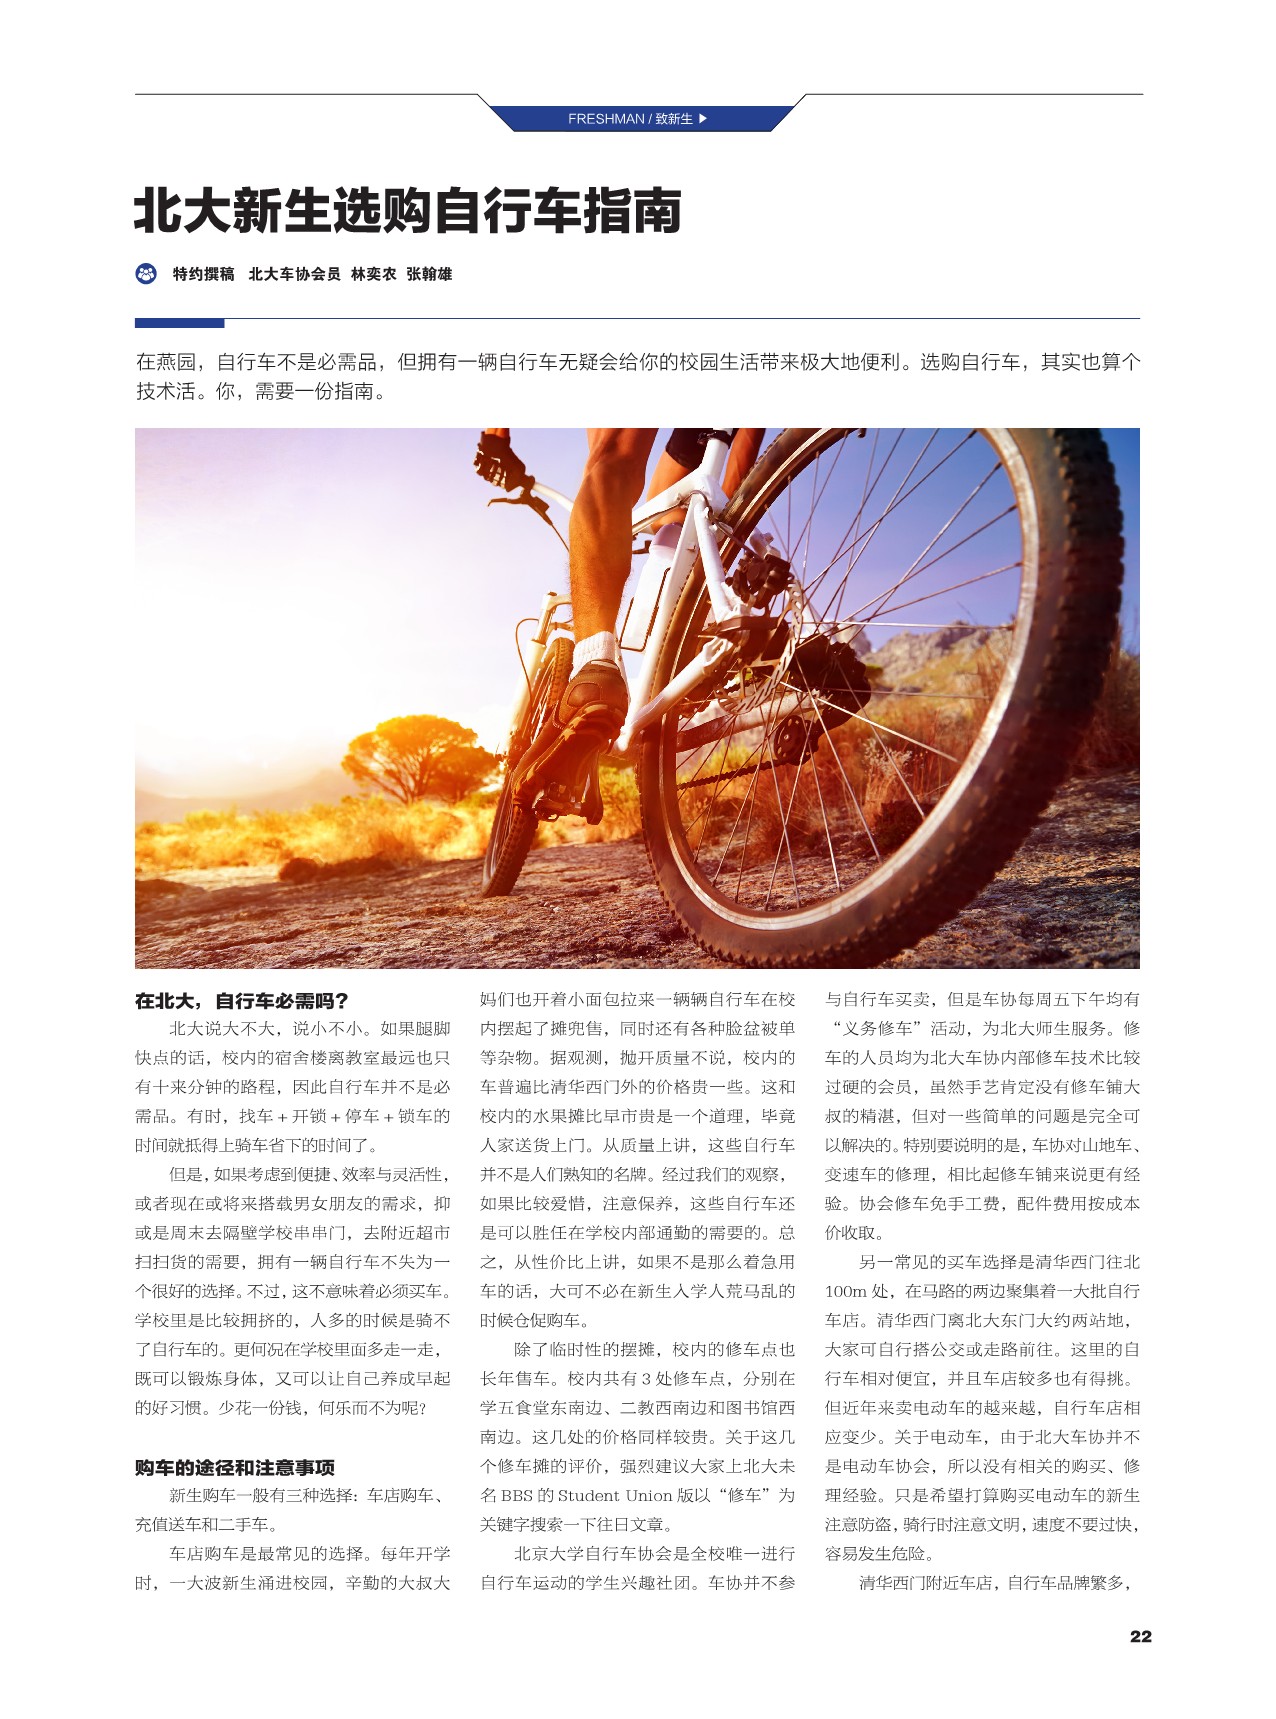 FRESHMAN / 致新生
北大新生选购自行车指南
特约撰稿 北大车协会员 林奕农 张翰雄
在燕园，自行车不是必需品，但拥有一辆自行车无疑会给你的校园生活带来极大地便利。选购自行车，其实也算个
技术活。你，需要一份指南。
在北大，自行车必需吗？
北大说大不大，说小不小。如果腿脚
快点的话，校内的宿舍楼离教室最远也只
有十来分钟的路程，因此自行车并不是必
需品。有时，找车 + 开锁 + 停车 + 锁车的
时间就抵得上骑车省下的时间了。
但是，如果考虑到便捷、效率与灵活性，
或者现在或将来搭载男女朋友的需求，抑
或是周末去隔壁学校串串门，去附近超市
扫扫货的需要，拥有一辆自行车不失为一
个很好的选择。不过，这不意味着必须买车。
学校里是比较拥挤的，人多的时候是骑不
了自行车的。更何况在学校里面多走一走，
既可以锻炼身体，又可以让自己养成早起
的好习惯。少花一份钱，何乐而不为呢？
购车的途径和注意事项
新生购车一般有三种选择：车店购车、
充值送车和二手车。
车店购车是最常见的选择。每年开学
时，一大波新生涌进校园，辛勤的大叔大
妈们也开着小面包拉来一辆辆自行车在校
内摆起了摊兜售，同时还有各种脸盆被单
等杂物。据观测，抛开质量不说，校内的
车普遍比清华西门外的价格贵一些。这和
校内的水果摊比早市贵是一个道理，毕竟
人家送货上门。从质量上讲，这些自行车
并不是人们熟知的名牌。经过我们的观察，
如果比较爱惜，注意保养，这些自行车还
是可以胜任在学校内部通勤的需要的。总
之，从性价比上讲，如果不是那么着急用
车的话，大可不必在新生入学人荒马乱的
时候仓促购车。
除了临时性的摆摊，校内的修车点也
长年售车。校内共有 3 处修车点，分别在
学五食堂东南边、二教西南边和图书馆西
南边。这几处的价格同样较贵。关于这几
个修车摊的评价，强烈建议大家上北大未
名 BBS 的 Student Union 版以“修车”为
关键字搜索一下往日文章。
北京大学自行车协会是全校唯一进行
自行车运动的学生兴趣社团。车协并不参
与自行车买卖，但是车协每周五下午均有
“义务修车”活动，为北大师生服务。修
车的人员均为北大车协内部修车技术比较
过硬的会员，虽然手艺肯定没有修车铺大
叔的精湛，但对一些简单的问题是完全可
以解决的。特别要说明的是，车协对山地车、
变速车的修理，相比起修车铺来说更有经
验。协会修车免手工费，配件费用按成本
价收取。
另一常见的买车选择是清华西门往北
100m 处，在马路的两边聚集着一大批自行
车店。清华西门离北大东门大约两站地，
大家可自行搭公交或走路前往。这里的自
行车相对便宜，并且车店较多也有得挑。
但近年来卖电动车的越来越，自行车店相
应变少。关于电动车，由于北大车协并不
是电动车协会，所以没有相关的购买、修
理经验。只是希望打算购买电动车的新生
注意防盗，骑行时注意文明，速度不要过快，
容易发生危险。
清华西门附近车店，自行车品牌繁多，
22